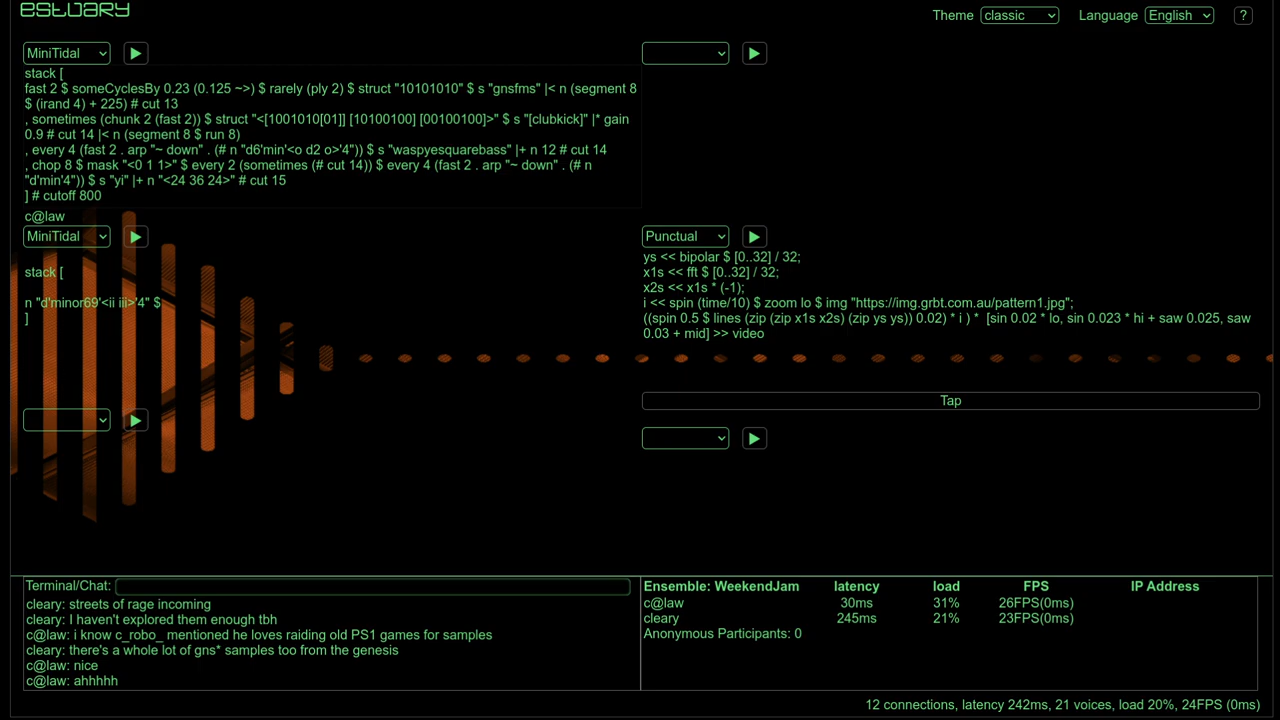 estuary
Theme classic Language English ?
MiniTidal
stack [
fast 2 $ someCyclesBy 0.23 (0.125 ~>) $ rarely (ply 2) $ struct "10101010" $ s "gnsfms" |< n (segment 8
$ (irand 4) + 225) # cut 13
, sometimes (chunk 2 (fast 2)) $ struct "<[1001010[01]] [10100100] [00100100]>" $ s "[clubkick]" |* gain
0.9 # cut 14 |< n (segment 8 $ run 8)
, every 4 (fast 2 . arp "~ down" . (# n "d6'min'<o d2 o>'4")) $ s "waspyesquarebass" |+ n 12 # cut 14
, chop 8 $ mask "<0 1 1>" $ every 2 (sometimes (# cut 14)) $ every 4 (fast 2 . arp "~ down" . (# n
"d'min'4")) $ s "yi" |+ n "<24 36 24>" # cut 15
] # cutoff 800
c@law
MiniTidal
stack [
n "d'minor69'<ii iii>'4" $
]
Punctual
ys << bipolar $ [0..32] / 32;
x1s << fft $ [0..32] / 32;
x2s << x1s * (-1);
i << spin (time/10) $ zoom lo $ img "https://img.grbt.com.au/pattern1.jpg";
((spin 0.5 $ lines (zip (zip x1s x2s) (zip ys ys)) 0.02) * i ) * [sin 0.02 * lo, sin 0.023 * hi + saw 0.025, saw
0.03 + mid] >> video
Tap
Terminal/Chat:
cleary: streets of rage incoming
cleary: I haven't explored them enough tbh
c@law: i know c_robo_ mentioned he loves raiding old PS1 games for samples
cleary: there's a whole lot of gns* samples too from the genesis
c@law: nice
c@law: ahhhhh
Ensemble: WeekendJam latency load FPS IP Address
c@law 30ms 31% 26FPS(0ms)
cleary 245ms 21% 23FPS(0ms)
Anonymous Participants: 0
12 connections, latency 242ms, 21 voices, load 20%, 24FPS (0ms)